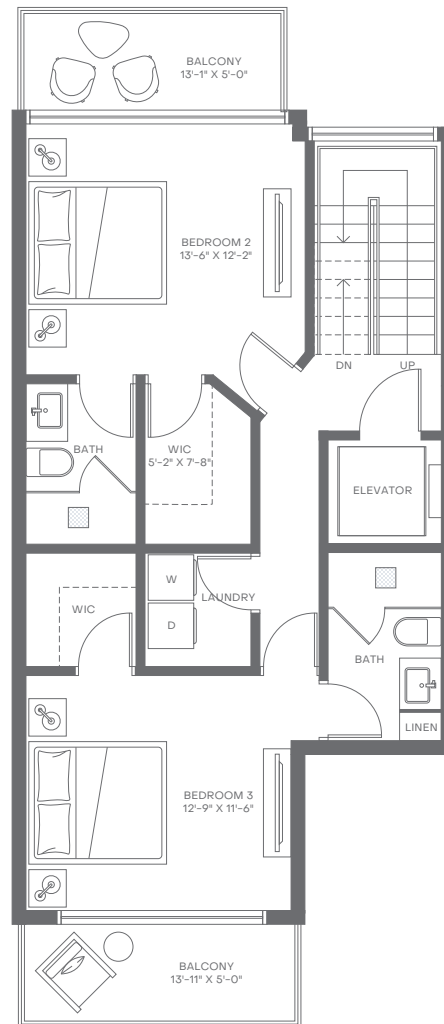 BALCONY
13'-1" X 5'-0"
BEDROOM 2
13'-6" X 12'-2"
DN
UP
BATH
WIC
5'-2" X 7'-8"
ELEVATOR
W
LAUNDRY
WIC
D
BATH
LINEN
BEDROOM 3
12'-9" X 11'-6"
BALCONY
13'-11" X 5'-0"